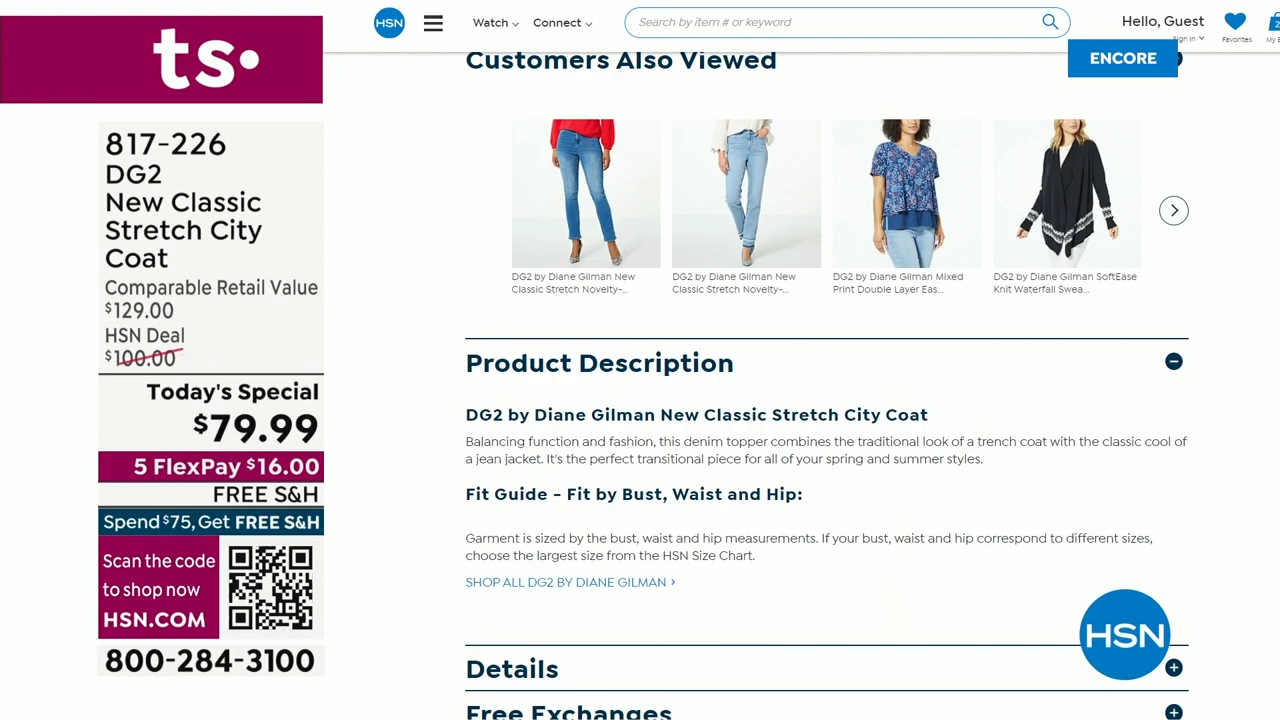 ts.
817-226
DG2
New Classic
Stretch City
Coat
Comparable Retail Value
$129.00
HSN Deal
$100.00
Today's Special
$79.99
5 FlexPay $16.00
FREE S&H
Spend $75, Get FREE S&H
Scan the code
to shop now
HSN.COM
800-284-3100
HSN
Watch
Connect
Search by item # or keyword
Hello, Guest
Sign In
Favorites
My
2
ENCORE
Customers Also Viewed
DG2 by Diane Gilman New
Classic Stretch Novelty-...
DG2 by Diane Gilman New
Classic Stretch Novelty-...
DG2 by Diane Gilman Mixed
Print Double Layer Eas...
DG2 by Diane Gilman SoftEase
Knit Waterfall Swea...
Product Description
DG2 by Diane Gilman New Classic Stretch City Coat
Balancing function and fashion, this denim topper combines the traditional look of a trench coat with the classic cool of
a jean jacket. It's the perfect transitional piece for all of your spring and summer styles.
Fit Guide - Fit by Bust, Waist and Hip:
Garment is sized by the bust, waist and hip measurements. If your bust, waist and hip correspond to different sizes,
choose the largest size from the HSN Size Chart.
SHOP ALL DG2 BY DIANE GILMAN >
HSN
Details
Free Exchanges